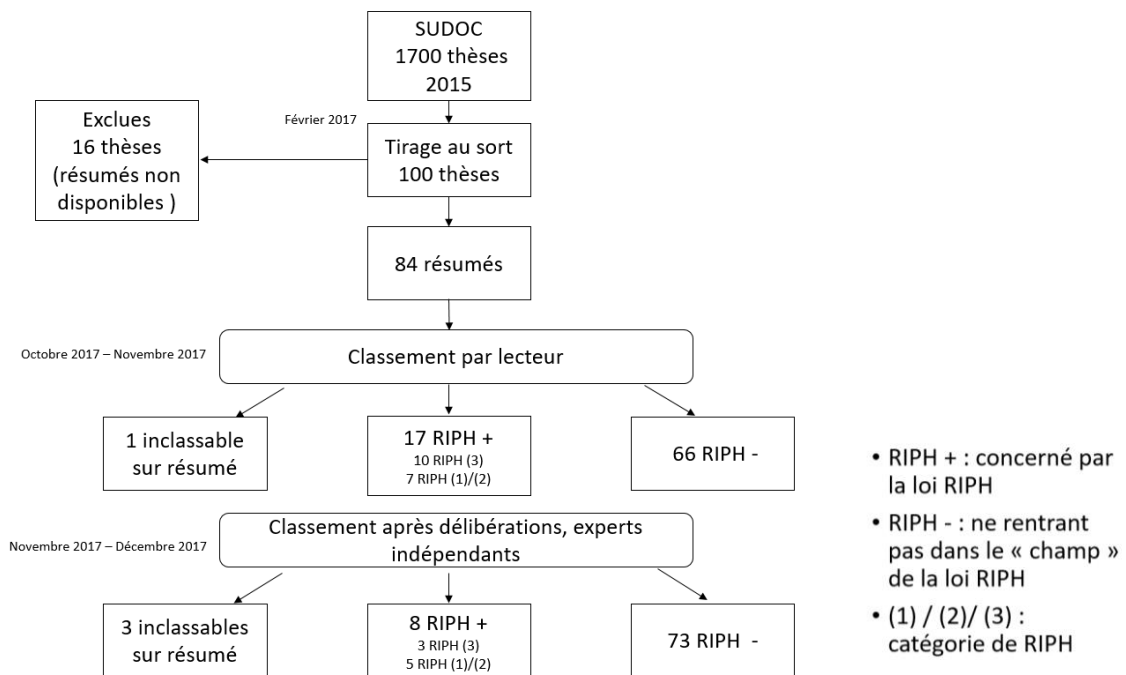 SUDOC
1700 thèses
2015
Février 2017
Exclues
16 thèses
(résumés non
disponibles )
Tirage au sort
100 thèses
84 résumés
Octobre 2017 – Novembre 2017
Classement par lecteur
1 inclassable
sur résumé
17 RIPH +
10 RIPH (3)
7 RIPH (1)/(2)
66 RIPH -
Novembre 2017 – Décembre 2017
Classement après délibérations, experts
indépendants
3 inclassables
sur résumé
8 RIPH +
3 RIPH (3)
5 RIPH (1)/(2)
73 RIPH -
• RIPH + : concerné par
la loi RIPH
• RIPH - : ne rentrant
pas dans le « champ »
de la loi RIPH
• (1) / (2)/ (3) :
catégorie de RIPH